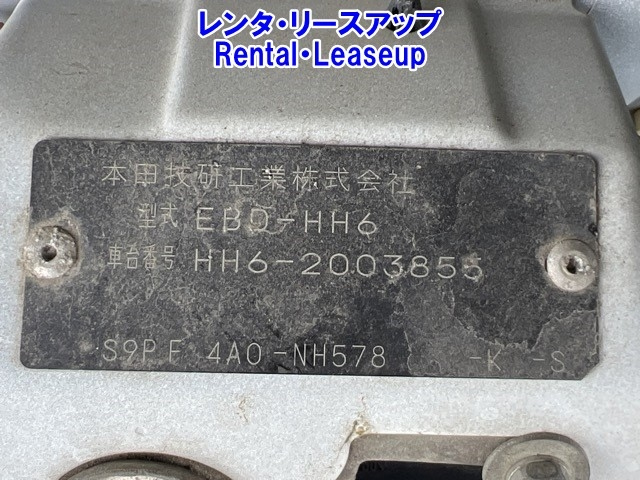 レンタ・リースアップ
Rental・Leaseup
本田技研工業株式会社
型式 EBD-HH6
車台番号 HH6-2003855
S9PF 4A0-NH578 -K -S